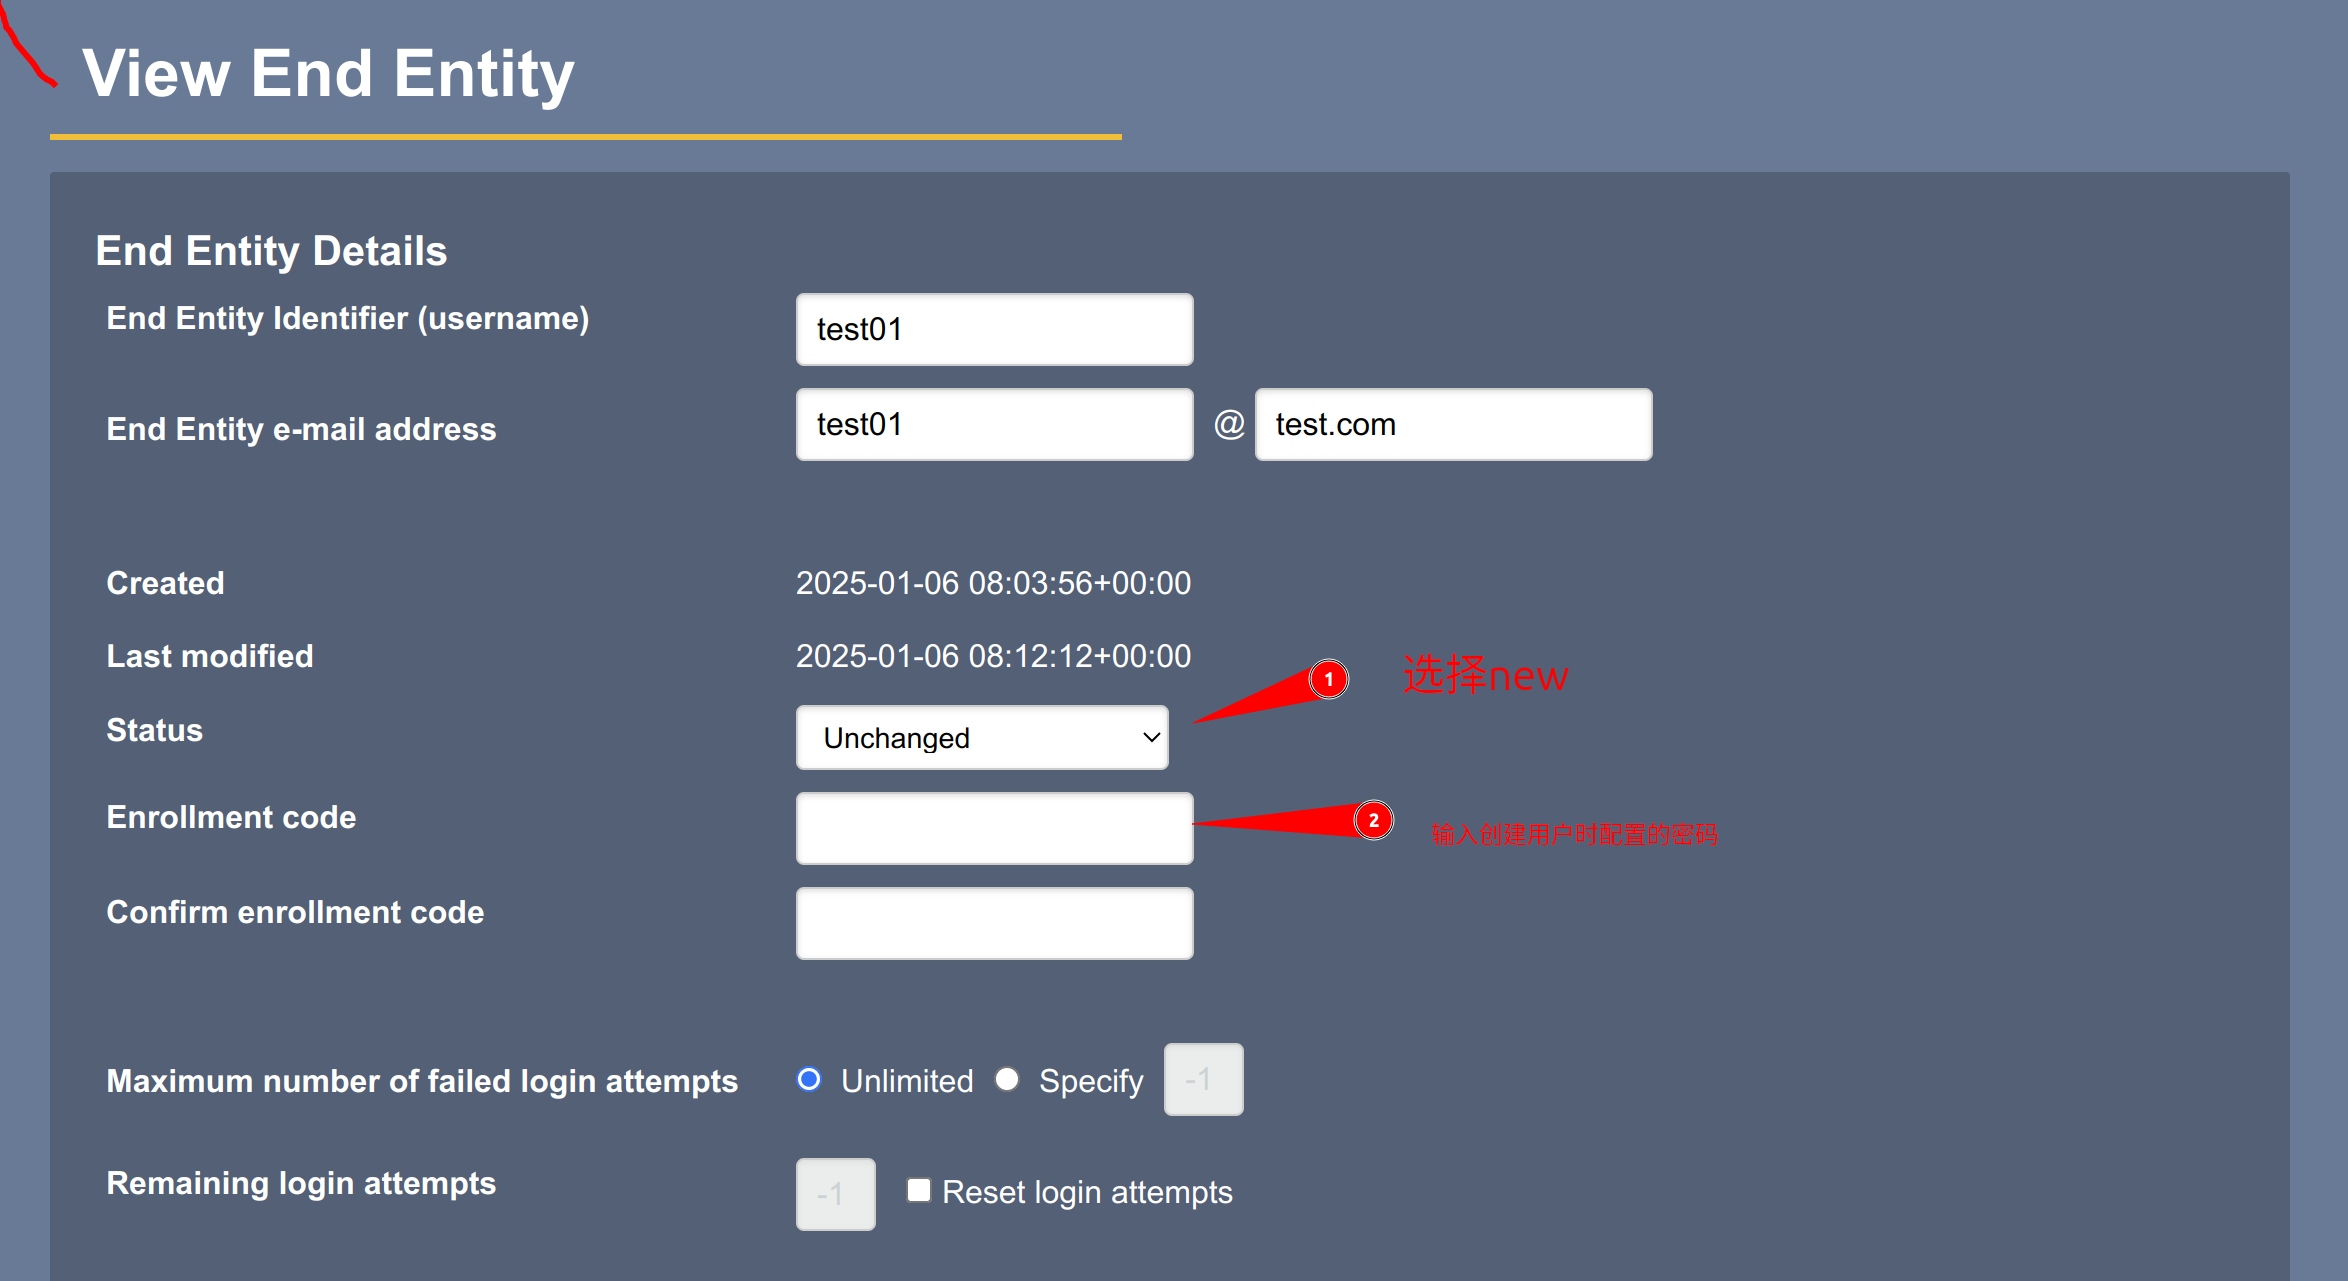 View End Entity
End Entity Details
End Entity Identifier (username)
test01
End Entity e-mail address
test01 @ test.com
Created
2025-01-06 08:03:56+00:00
Last modified
2025-01-06 08:12:12+00:00
1 选择new
Status
Unchanged
Enrollment code
2 输入创建用户时配置的密码
Confirm enrollment code
Maximum number of failed login attempts
Unlimited Specify -1
Remaining login attempts
-1 Reset login attempts